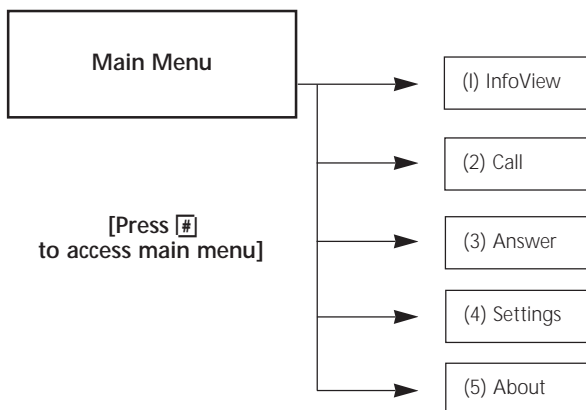 Main Menu
[Press #
to access main menu]
(I) InfoView
(2) Call
(3) Answer
(4) Settings
(5) About